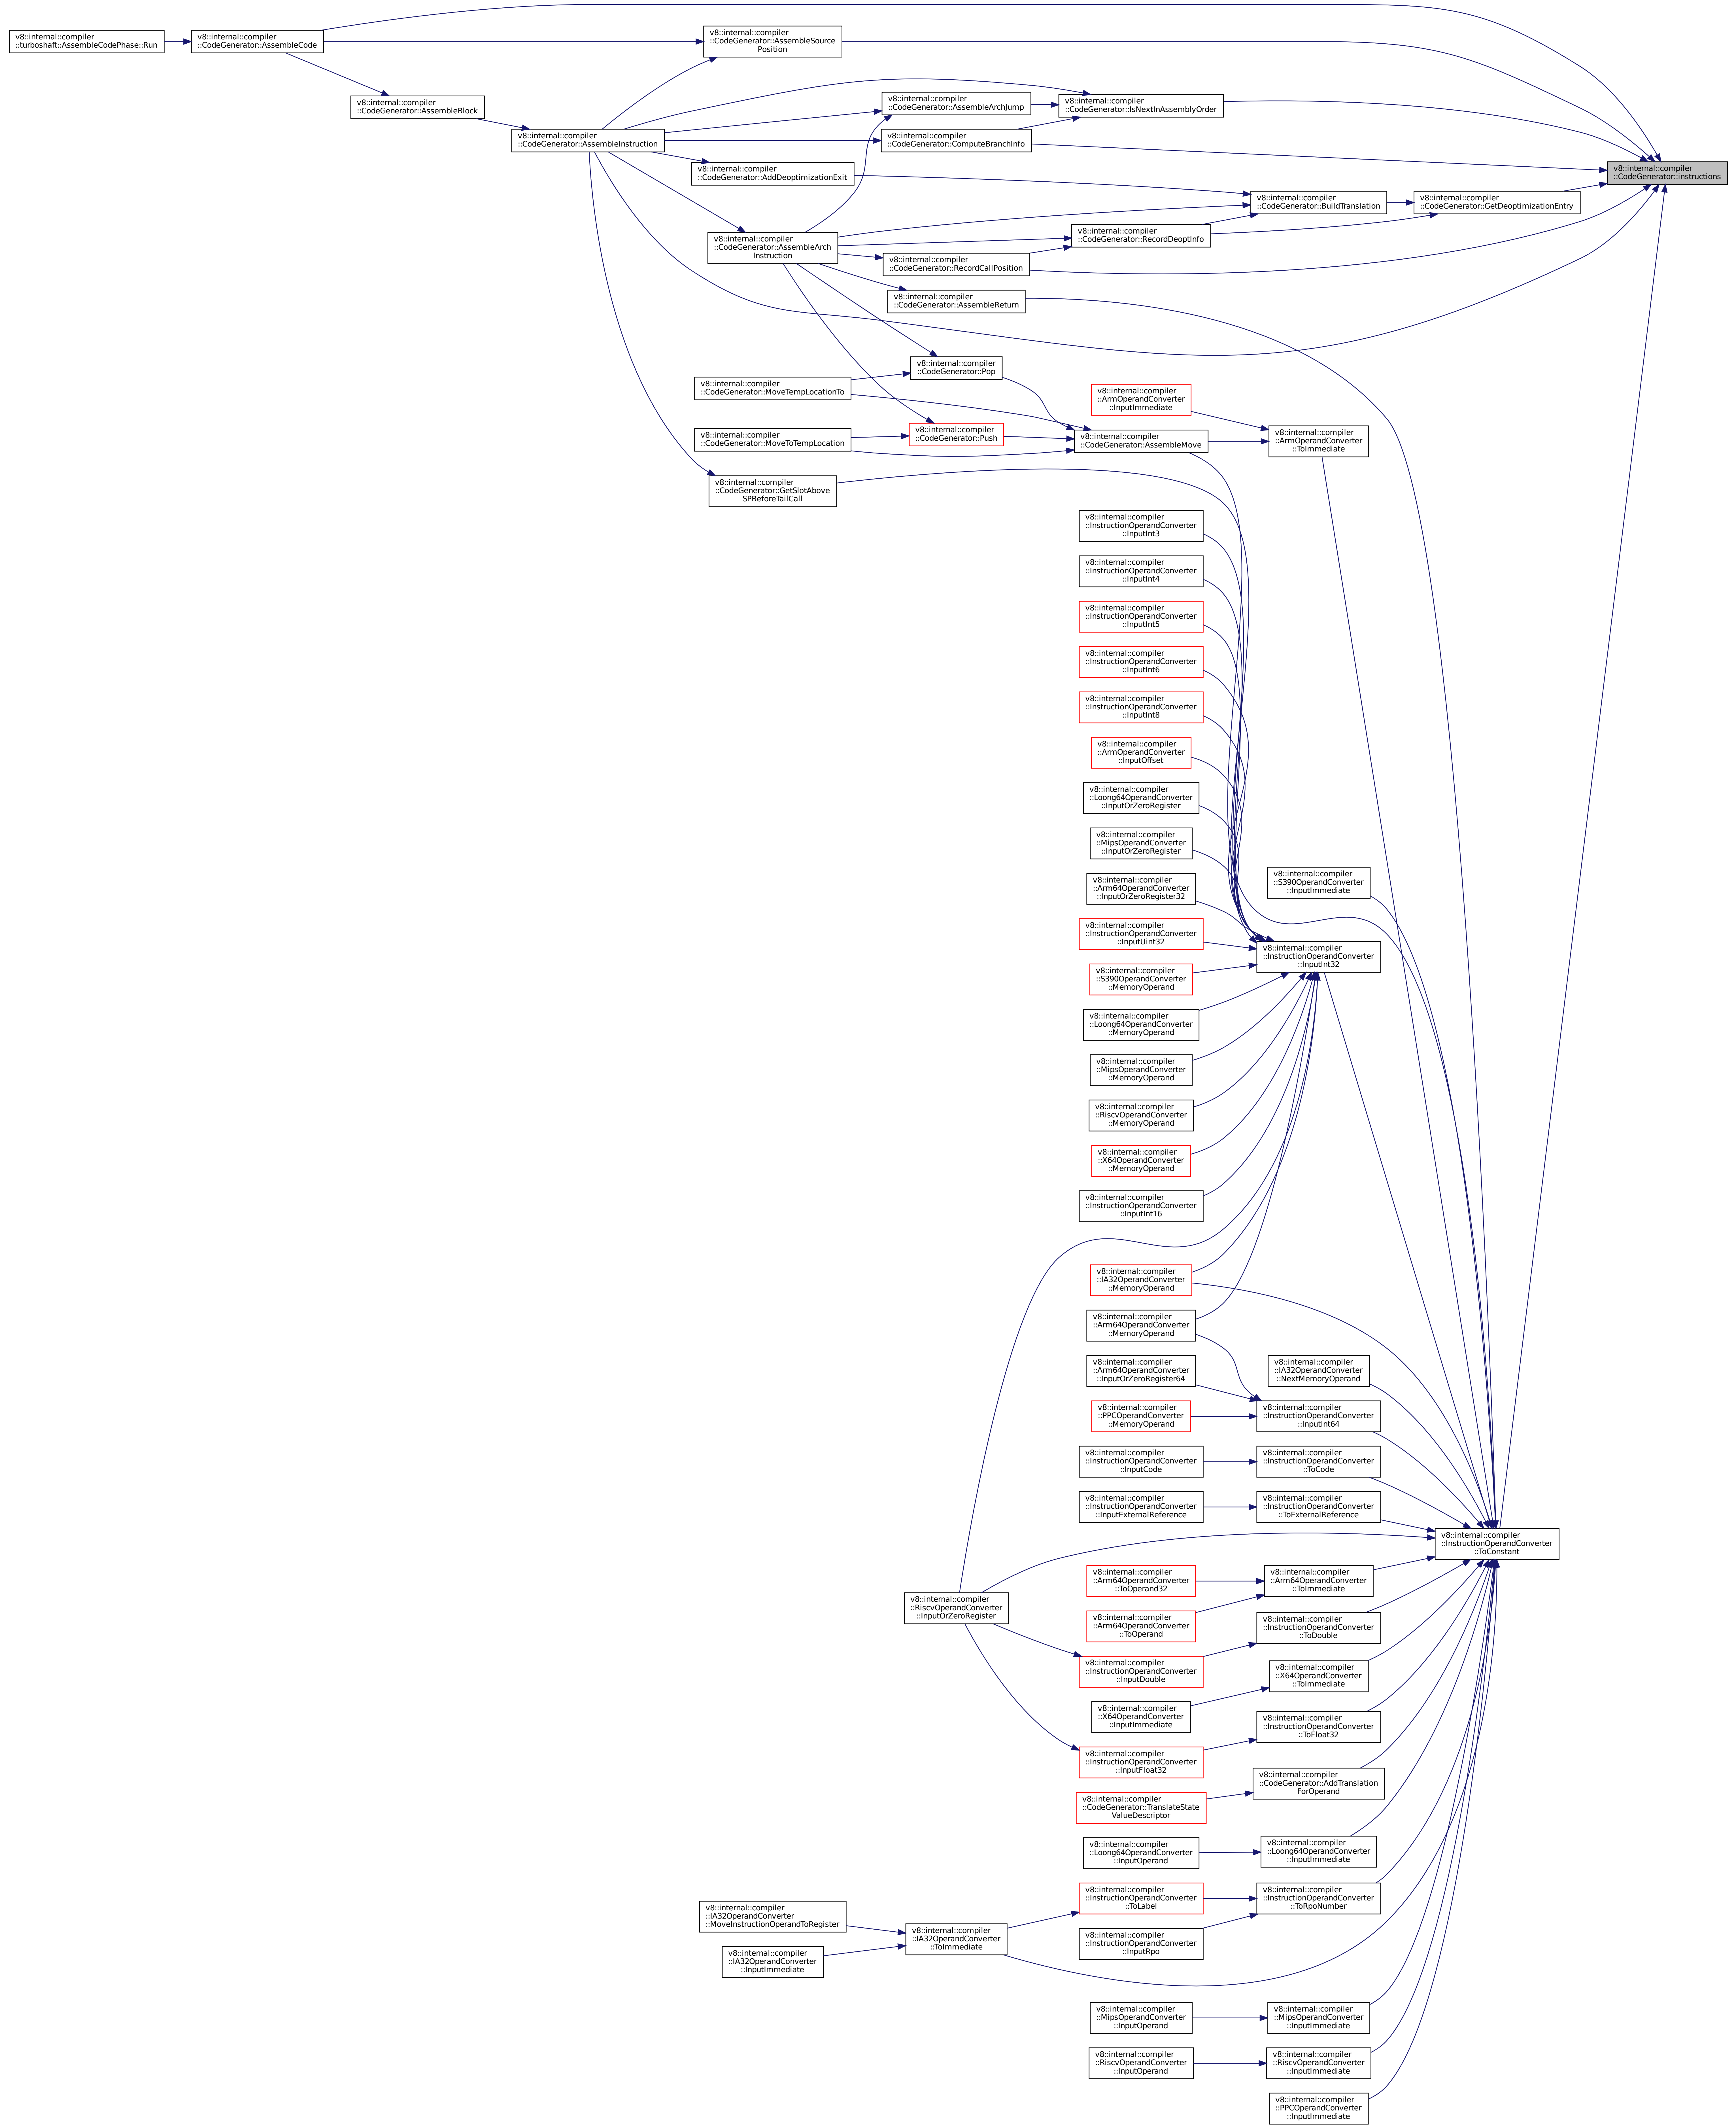 v8::internal::compiler
::turboshaft::AssembleCodePhase::Run
v8::internal::compiler
::CodeGenerator::AssembleCode
v8::internal::compiler
::CodeGenerator::AssembleSource
Position
v8::internal::compiler
::CodeGenerator::AssembleBlock
v8::internal::compiler
::CodeGenerator::AssembleArchJump
v8::internal::compiler
::CodeGenerator::IsNextInAssemblyOrder
v8::internal::compiler
::CodeGenerator::AssembleInstruction
v8::internal::compiler
::CodeGenerator::ComputeBranchInfo
v8::internal::compiler
::CodeGenerator::AddDeoptimizationExit
v8::internal::compiler
::CodeGenerator::instructions
v8::internal::compiler
::CodeGenerator::BuildTranslation
v8::internal::compiler
::CodeGenerator::GetDeoptimizationEntry
v8::internal::compiler
::CodeGenerator::RecordDeoptInfo
v8::internal::compiler
::CodeGenerator::AssembleArch
Instruction
v8::internal::compiler
::CodeGenerator::RecordCallPosition
v8::internal::compiler
::CodeGenerator::AssembleReturn
v8::internal::compiler
::CodeGenerator::Pop
v8::internal::compiler
::CodeGenerator::MoveTempLocationTo
v8::internal::compiler
::ArmOperandConverter
::InputImmediate
v8::internal::compiler
::CodeGenerator::Push
v8::internal::compiler
::CodeGenerator::MoveToTempLocation
v8::internal::compiler
::CodeGenerator::AssembleMove
v8::internal::compiler
::ArmOperandConverter
::ToImmediate
v8::internal::compiler
::CodeGenerator::GetSlotAbove
SPBeforeTailCall
v8::internal::compiler
::InstructionOperandConverter
::InputInt3
v8::internal::compiler
::InstructionOperandConverter
::InputInt4
v8::internal::compiler
::InstructionOperandConverter
::InputInt5
v8::internal::compiler
::InstructionOperandConverter
::InputInt6
v8::internal::compiler
::InstructionOperandConverter
::InputInt8
v8::internal::compiler
::ArmOperandConverter
::InputOffset
v8::internal::compiler
::Loong64OperandConverter
::InputOrZeroRegister
v8::internal::compiler
::MipsOperandConverter
::InputOrZeroRegister
v8::internal::compiler
::Arm64OperandConverter
::InputOrZeroRegister32
v8::internal::compiler
::S390OperandConverter
::InputImmediate
v8::internal::compiler
::InstructionOperandConverter
::InputUint32
v8::internal::compiler
::InstructionOperandConverter
::InputInt32
v8::internal::compiler
::S390OperandConverter
::MemoryOperand
v8::internal::compiler
::Loong64OperandConverter
::MemoryOperand
v8::internal::compiler
::MipsOperandConverter
::MemoryOperand
v8::internal::compiler
::RiscvOperandConverter
::MemoryOperand
v8::internal::compiler
::X64OperandConverter
::MemoryOperand
v8::internal::compiler
::InstructionOperandConverter
::InputInt16
v8::internal::compiler
::IA32OperandConverter
::MemoryOperand
v8::internal::compiler
::Arm64OperandConverter
::MemoryOperand
v8::internal::compiler
::Arm64OperandConverter
::InputOrZeroRegister64
v8::internal::compiler
::IA32OperandConverter
::NextMemoryOperand
v8::internal::compiler
::PPCOperandConverter
::MemoryOperand
v8::internal::compiler
::InstructionOperandConverter
::InputInt64
v8::internal::compiler
::InstructionOperandConverter
::InputCode
v8::internal::compiler
::InstructionOperandConverter
::ToCode
v8::internal::compiler
::InstructionOperandConverter
::InputExternalReference
v8::internal::compiler
::InstructionOperandConverter
::ToExternalReference
v8::internal::compiler
::InstructionOperandConverter
::ToConstant
v8::internal::compiler
::Arm64OperandConverter
::ToOperand32
v8::internal::compiler
::Arm64OperandConverter
::ToImmediate
v8::internal::compiler
::RiscvOperandConverter
::InputOrZeroRegister
v8::internal::compiler
::Arm64OperandConverter
::ToOperand
v8::internal::compiler
::InstructionOperandConverter
::ToDouble
v8::internal::compiler
::InstructionOperandConverter
::InputDouble
v8::internal::compiler
::X64OperandConverter
::ToImmediate
v8::internal::compiler
::X64OperandConverter
::InputImmediate
v8::internal::compiler
::InstructionOperandConverter
::ToFloat32
v8::internal::compiler
::InstructionOperandConverter
::InputFloat32
v8::internal::compiler
::CodeGenerator::AddTranslation
ForOperand
v8::internal::compiler
::CodeGenerator::TranslateState
ValueDescriptor
v8::internal::compiler
::Loong64OperandConverter
::InputOperand
v8::internal::compiler
::Loong64OperandConverter
::InputImmediate
v8::internal::compiler
::InstructionOperandConverter
::ToLabel
v8::internal::compiler
::InstructionOperandConverter
::ToRpoNumber
v8::internal::compiler
::IA32OperandConverter
::MoveInstructionOperandToRegister
v8::internal::compiler
::IA32OperandConverter
::ToImmediate
v8::internal::compiler
::InstructionOperandConverter
::InputRpo
v8::internal::compiler
::IA32OperandConverter
::InputImmediate
v8::internal::compiler
::MipsOperandConverter
::InputOperand
v8::internal::compiler
::MipsOperandConverter
::InputImmediate
v8::internal::compiler
::RiscvOperandConverter
::InputOperand
v8::internal::compiler
::RiscvOperandConverter
::InputImmediate
v8::internal::compiler
::PPCOperandConverter
::InputImmediate